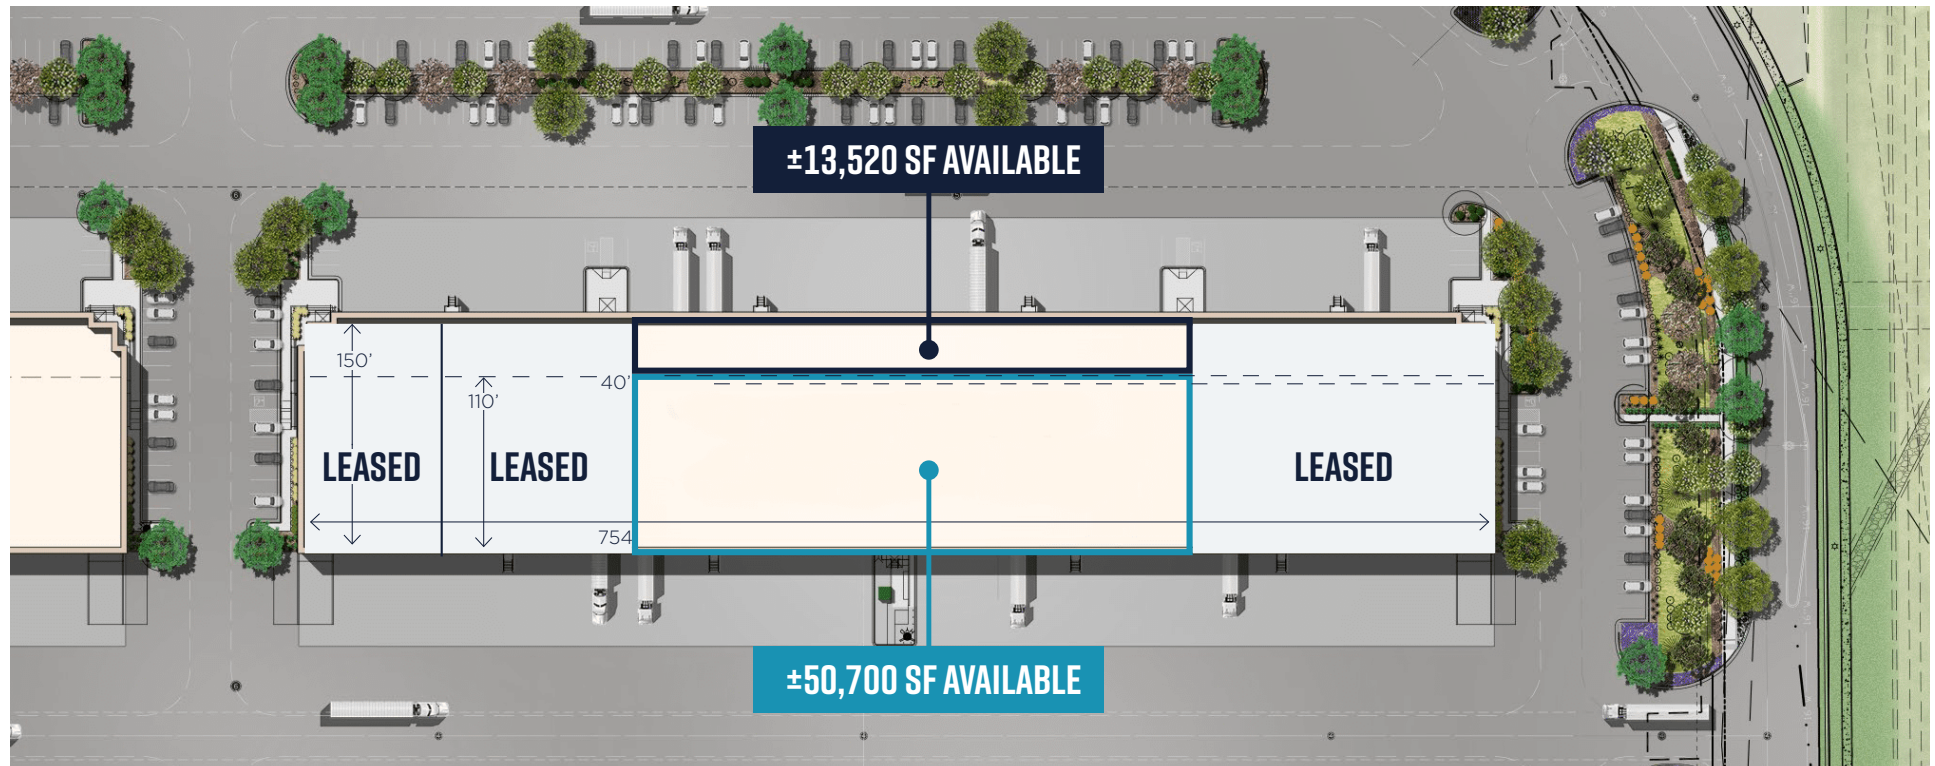 ±13,520 SF AVAILABLE
150'
40'
110'
LEASED
LEASED
LEASED
754
±50,700 SF AVAILABLE